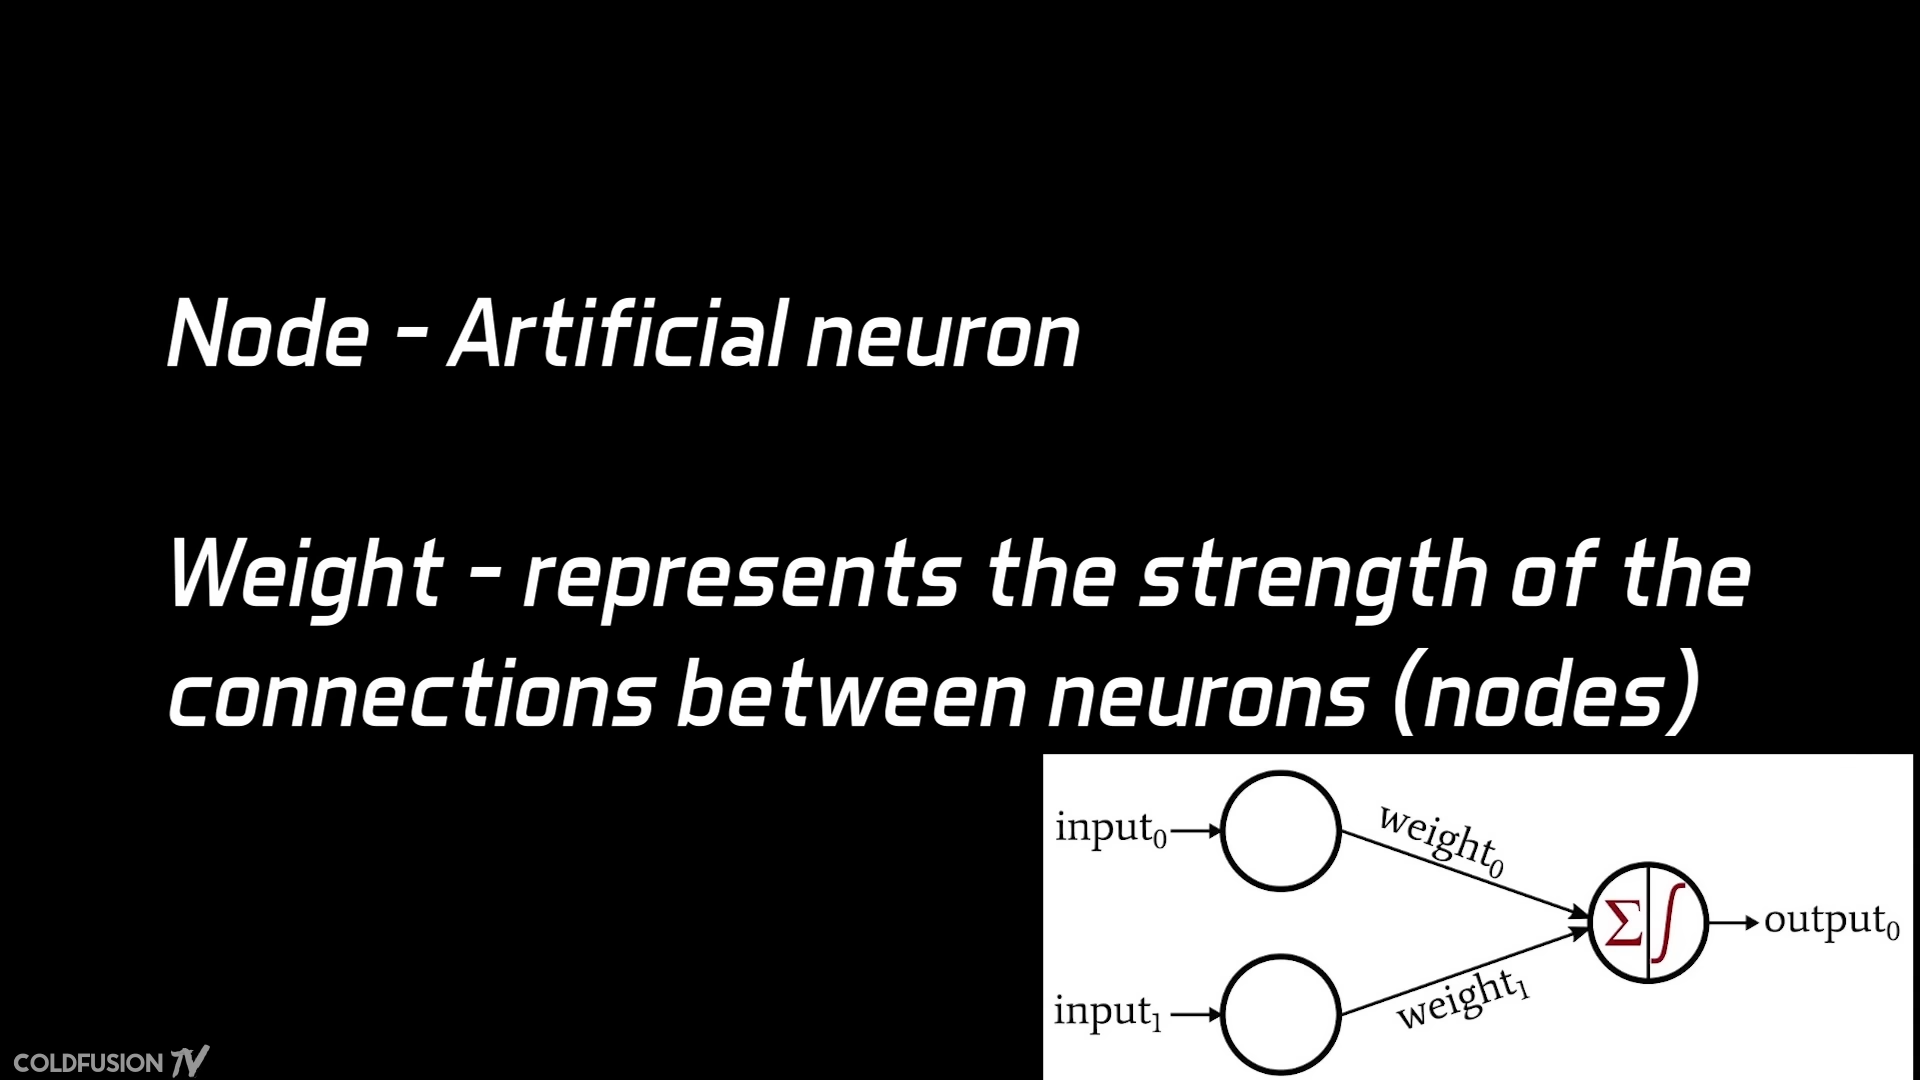 Node - Artificial neuron
Weight - represents the strength of the
connections between neurons (nodes)
input₀
weight₀
Σ ∫
output₀
input₁
weight₁
COLDFUSION TV